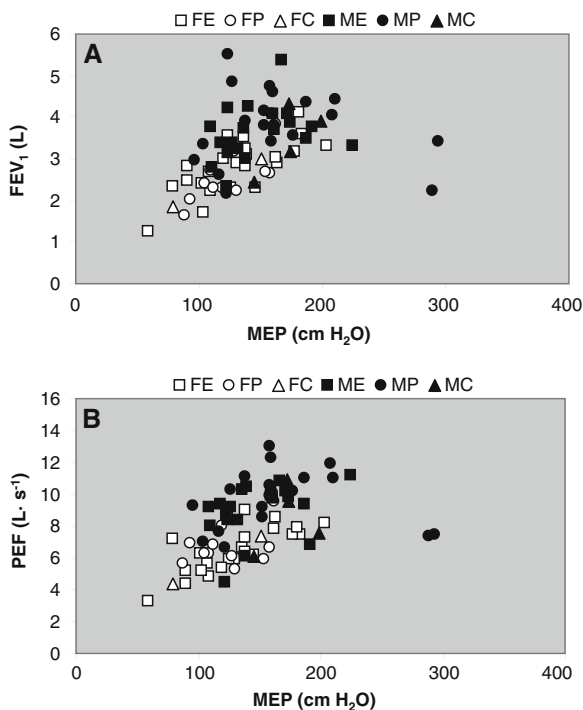 □ FE ○ FP △ FC ■ ME ● MP ▲ MC
A
6
5
4
3
2
1
0
FEV₁ (L)
0 100 200 300 400
MEP (cm H₂O)
□ FE ○ FP △ FC ■ ME ● MP ▲ MC
B
16
14
12
10
8
6
4
2
0
PEF (L· s⁻¹)
0 100 200 300 400
MEP (cm H₂O)